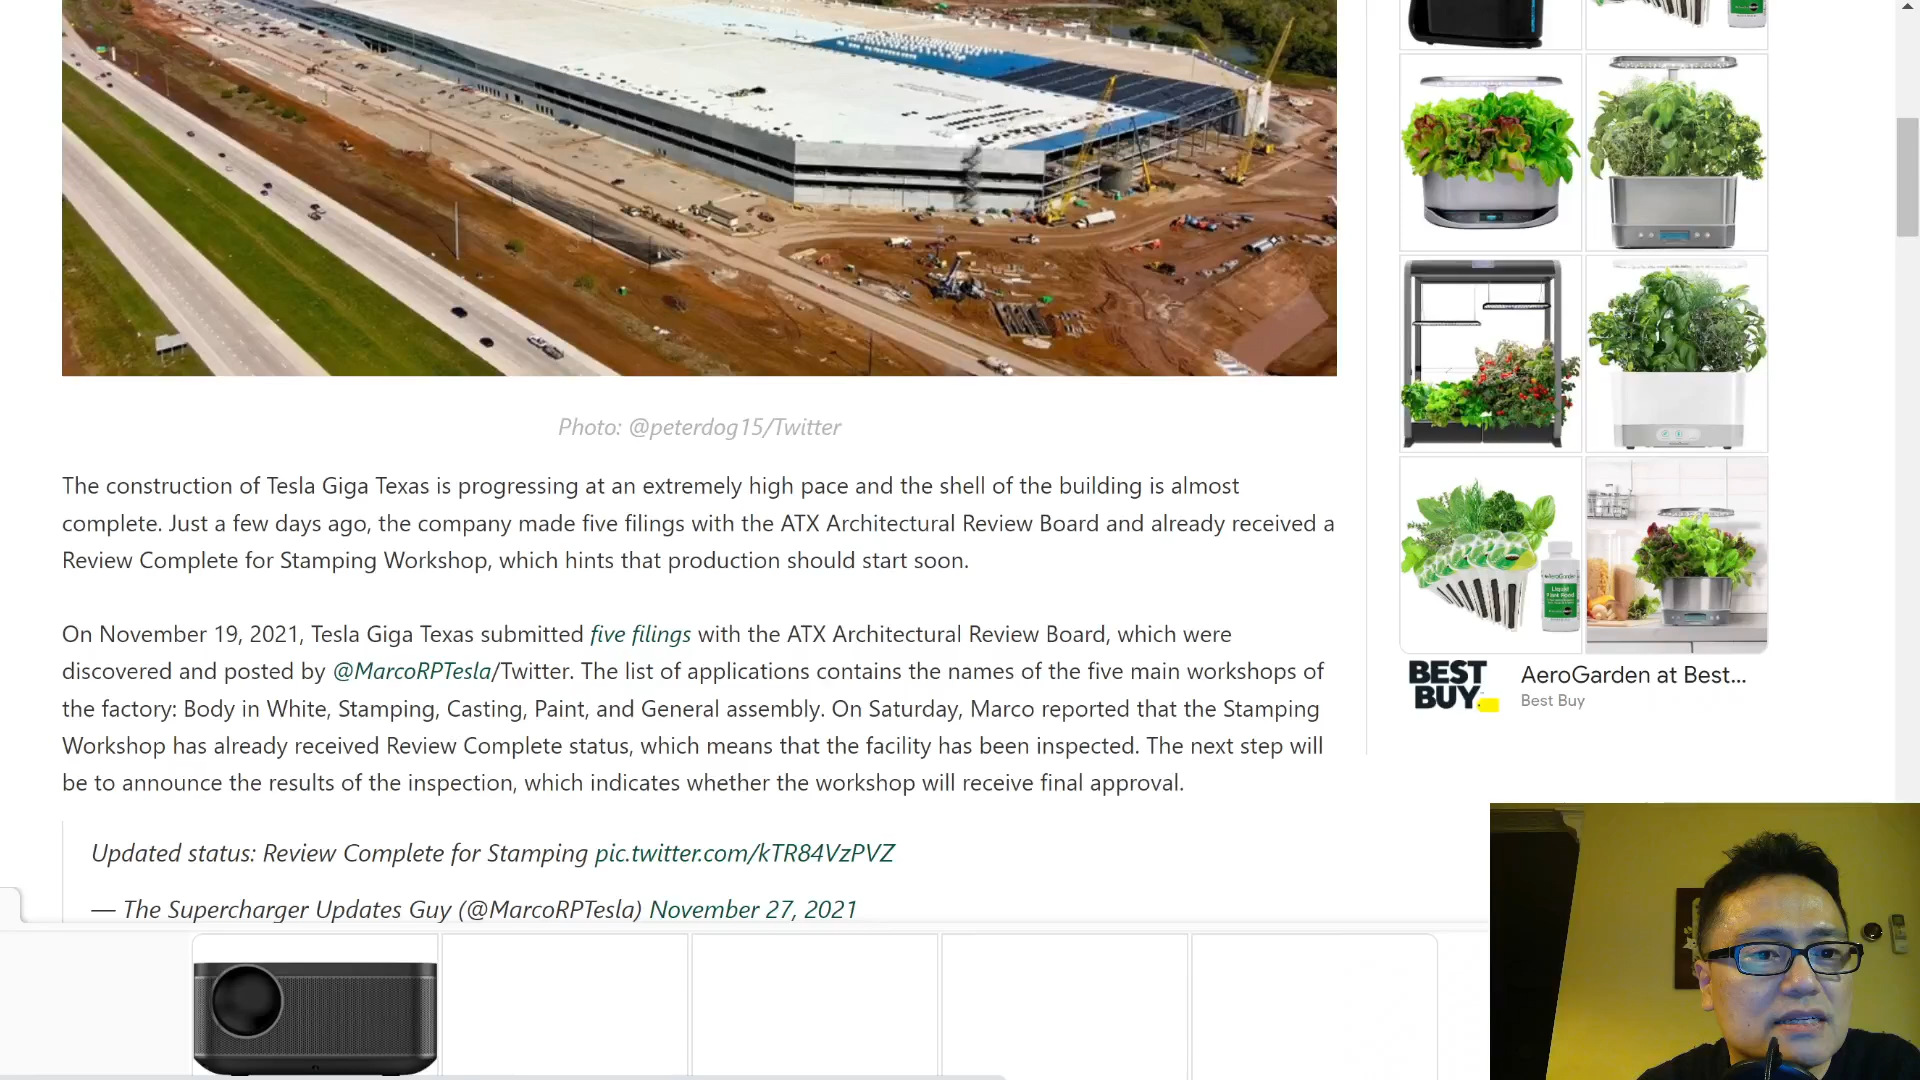 Photo: @peterdog15/Twitter
The construction of Tesla Giga Texas is progressing at an extremely high pace and the shell of the building is almost
complete. Just a few days ago, the company made five filings with the ATX Architectural Review Board and already received a
Review Complete for Stamping Workshop, which hints that production should start soon.
On November 19, 2021, Tesla Giga Texas submitted five filings with the ATX Architectural Review Board, which were
discovered and posted by @MarcoRPTesla/Twitter. The list of applications contains the names of the five main workshops of
the factory: Body in White, Stamping, Casting, Paint, and General assembly. On Saturday, Marco reported that the Stamping
Workshop has already received Review Complete status, which means that the facility has been inspected. The next step will
be to announce the results of the inspection, which indicates whether the workshop will receive final approval.
Updated status: Review Complete for Stamping pic.twitter.com/kTR84VzPVZ
— The Supercharger Updates Guy (@MarcoRPTesla) November 27, 2021
AeroGarden
Liquid
Plant Food
BEST
BUY
AeroGarden at Best...
Best Buy